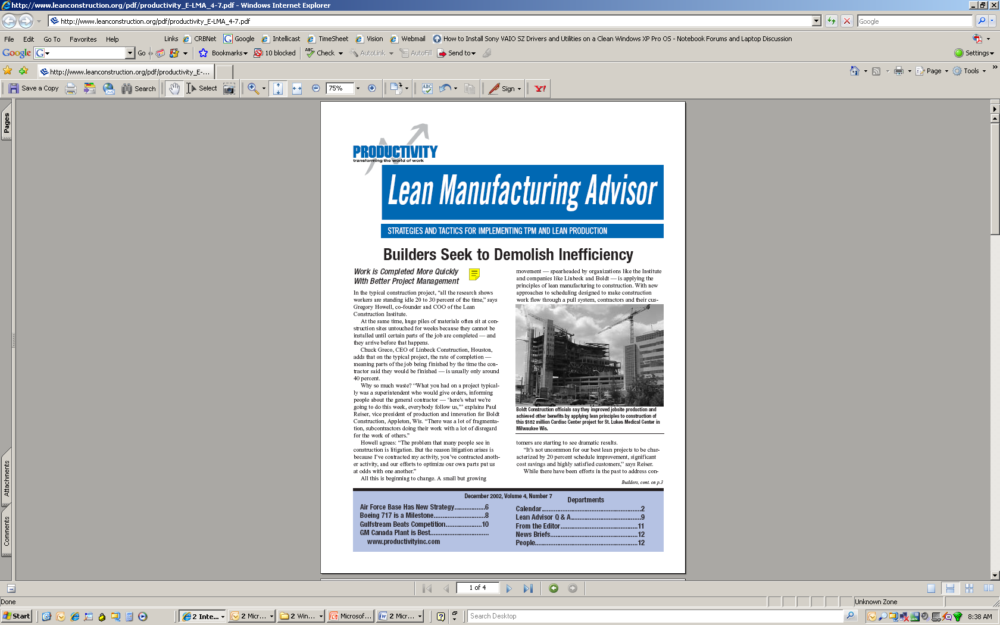 http://www.leanconstruction.org/pdf/productivity_E-LMA_4-7.pdf - Windows Internet Explorer
http://www.leanconstruction.org/pdf/productivity_E-LMA_4-7.pdf
Google
File Edit Go To Favorites Help
Links CRBNet Google Intellicast TimeSheet Vision Webmail How to Install Sony VAIO SZ Drivers and Utilities on a Clean Windows XP Pro OS - Notebook Forums and Laptop Discussion
Google G Go Bookmarks 10 blocked ABC Check AutoLink AutoFill Send to Settings
http://www.leanconstruction.org/pdf/productivity_E-...
Page Tools
Save a Copy Search Select 75% ABC Sign Y!
Pages
Attachments
Comments
PRODUCTIVITY
transforming the world of work
Lean Manufacturing Advisor
STRATEGIES AND TACTICS FOR IMPLEMENTING TPM AND LEAN PRODUCTION
Builders Seek to Demolish Inefficiency
Work is Completed More Quickly
With Better Project Management
In the typical construction project, “all the research shows
workers are standing idle 20 to 30 percent of the time,” says
Gregory Howell, co-founder and COO of the Lean
Construction Institute.
At the same time, huge piles of materials often sit at con-
struction sites untouched for weeks because they cannot be
installed until certain parts of the job are completed — and
they arrive before that happens.
Chuck Greco, CEO of Linbeck Construction, Houston,
adds that on the typical project, the rate of completion —
meaning parts of the job being finished by the time the con-
tractor said they would be finished — is usually only around
40 percent.
Why so much waste? “What you had on a project typical-
ly was a superintendent who would give orders, informing
people about the general contractor — ‘here’s what we’re
going to do this week, everybody follow us,’” explains Paul
Reiser, vice president of production and innovation for Boldt
Construction, Appleton, Wis. “There was a lot of fragmenta-
tion, subcontractors doing their work with a lot of disregard
for the work of others.”
Howell agrees: “The problem that many people see in
construction is litigation. But the reason litigation arises is
because I’ve contracted my activity, you’ve contracted anoth-
er activity, and our efforts to optimize our own parts put us
at odds with one another.”
All this is beginning to change. A small but growing
movement — spearheaded by organizations like the Institute
and companies like Linbeck and Boldt — is applying the
principles of lean manufacturing to construction. With new
approaches to scheduling designed to make construction
work flow through a pull system, contractors and their cus-
Boldt Construction officials say they improved jobsite production and
achieved other benefits by applying lean principles to construction of
this $182 million Cardiac Center project for St. Lukes Medical Center in
Milwaukee Wis.
tomers are starting to see dramatic results.
“It’s not uncommon for our best lean projects to be char-
acterized by 20 percent schedule improvement, significant
cost savings and highly satisfied customers,” says Reiser.
While there have been efforts in the past to address con-
Builders, cont. on p.3
December 2002, Volume 4, Number 7
Air Force Base Has New Strategy..................6
Boeing 717 is a Milestone...........................8
Gulfstream Beats Competition.....................10
GM Canada Plant is Best................................
www.productivityinc.com
Departments
Calendar.......................................................2
Lean Advisor Q & A.......................................9
From the Editor...........................................11
News Briefs................................................12
People........................................................12
1 of 4
Done
Unknown Zone
Start 2 Inte... 2 Micr... 2 Win... Microsof... 2 Micr... Search Desktop 8:38 AM